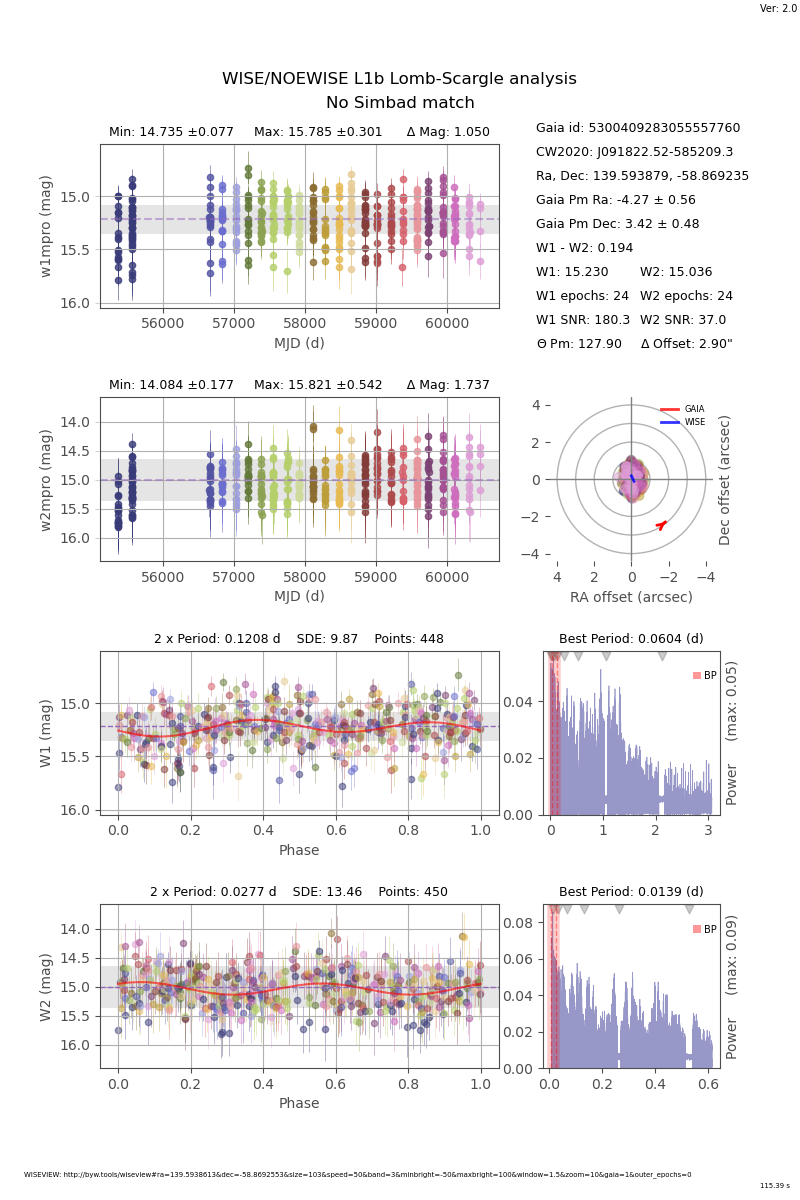 Ver: 2.0
WISE/NOEWISE L1b Lomb-Scargle analysis
No Simbad match
Min: 14.735 ±0.077 Max: 15.785 ±0.301 Δ Mag: 1.050
w1mpro (mag)
15.0
15.5
16.0
56000 57000 58000 59000 60000
MJD (d)
Gaia id: 5300409283055557760
CW2020: J091822.52-585209.3
Ra, Dec: 139.593879, -58.869235
Gaia Pm Ra: -4.27 ± 0.56
Gaia Pm Dec: 3.42 ± 0.48
W1 - W2: 0.194
W1: 15.230 W2: 15.036
W1 epochs: 24 W2 epochs: 24
W1 SNR: 180.3 W2 SNR: 37.0
Θ Pm: 127.90 Δ Offset: 2.90"
Min: 14.084 ±0.177 Max: 15.821 ±0.542 Δ Mag: 1.737
w2mpro (mag)
14.0
14.5
15.0
15.5
16.0
56000 57000 58000 59000 60000
MJD (d)
GAIA
WISE
4
2
0
−2
−4
4 2 0 −2 −4
RA offset (arcsec)
Dec offset (arcsec)
2 x Period: 0.1208 d SDE: 9.87 Points: 448
W1 (mag)
15.0
15.5
16.0
0.0 0.2 0.4 0.6 0.8 1.0
Phase
Best Period: 0.0604 (d)
BP
0.04
0.02
0.00
0 1 2 3
Power (max: 0.05)
2 x Period: 0.0277 d SDE: 13.46 Points: 450
W2 (mag)
14.0
14.5
15.0
15.5
16.0
0.0 0.2 0.4 0.6 0.8 1.0
Phase
Best Period: 0.0139 (d)
BP
0.08
0.06
0.04
0.02
0.00
0.0 0.2 0.4 0.6
Power (max: 0.09)
WISEVIEW: http://byw.tools/wiseview#ra=139.5938613&dec=-58.8692553&size=103&speed=50&band=3&minbright=-50&maxbright=100&window=1.5&zoom=10&gaia=1&outer_epochs=0
115.39 s